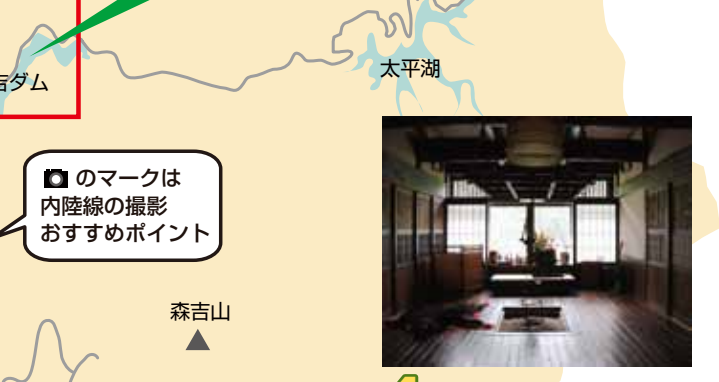 太平湖
吉ダム
のマークは
内陸線の撮影
おすすめポイント
森吉山